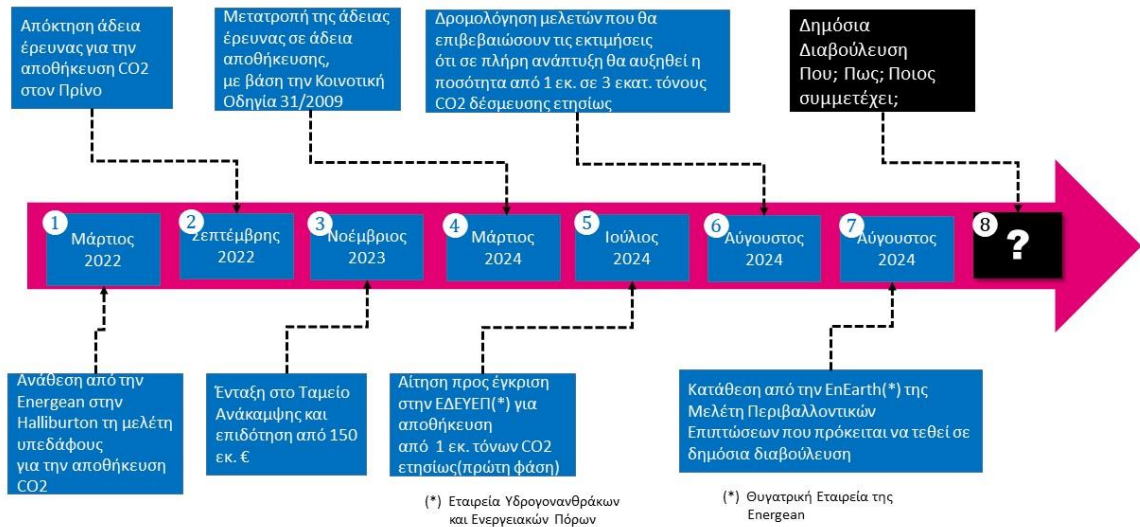 Απόκτηση άδεια
έρευνας για την
αποθήκευση CO2
στον Πρίνο
Μετατροπή της άδειας
έρευνας σε άδεια
αποθήκευσης,
με βάση την Κοινοτική
Οδηγία 31/2009
Δρομολόγηση μελετών που θα
επιβεβαιώσουν τις εκτιμήσεις
ότι σε πλήρη ανάπτυξη θα αυξηθεί η
ποσότητα από 1 εκ. σε 3 εκατ. τόνους
CO2 δέσμευσης ετησίως
Δημόσια
Διαβούλευση
Που; Πως; Ποιος
συμμετέχει;
1
Μάρτιος
2022
2
Σεπτέμβρης
2022
3
Νοέμβριος
2023
4
Μάρτιος
2024
5
Ιούλιος
2024
6
Αύγουστος
2024
7
Αύγουστος
2024
8
?
Ανάθεση από την
Energean στην
Halliburton τη μελέτη
υπεδάφους
για την αποθήκευση
CO2
Ένταξη στο Ταμείο
Ανάκαμψης και
επιδότηση από 150
εκ. €
Αίτηση προς έγκριση
στην ΕΔΕΥΕΠ(*) για
αποθήκευση
από 1 εκ. τόνων CO2
ετησίως(πρώτη φάση)
(*) Εταιρεία Υδρογονανθράκων
και Ενεργειακών Πόρων
Κατάθεση από την EnEarth(*) της
Μελέτη Περιβαλλοντικών
Επιπτώσεων που πρόκειται να τεθεί σε
δημόσια διαβούλευση
(*) Θυγατρική Εταιρεία της
Energean